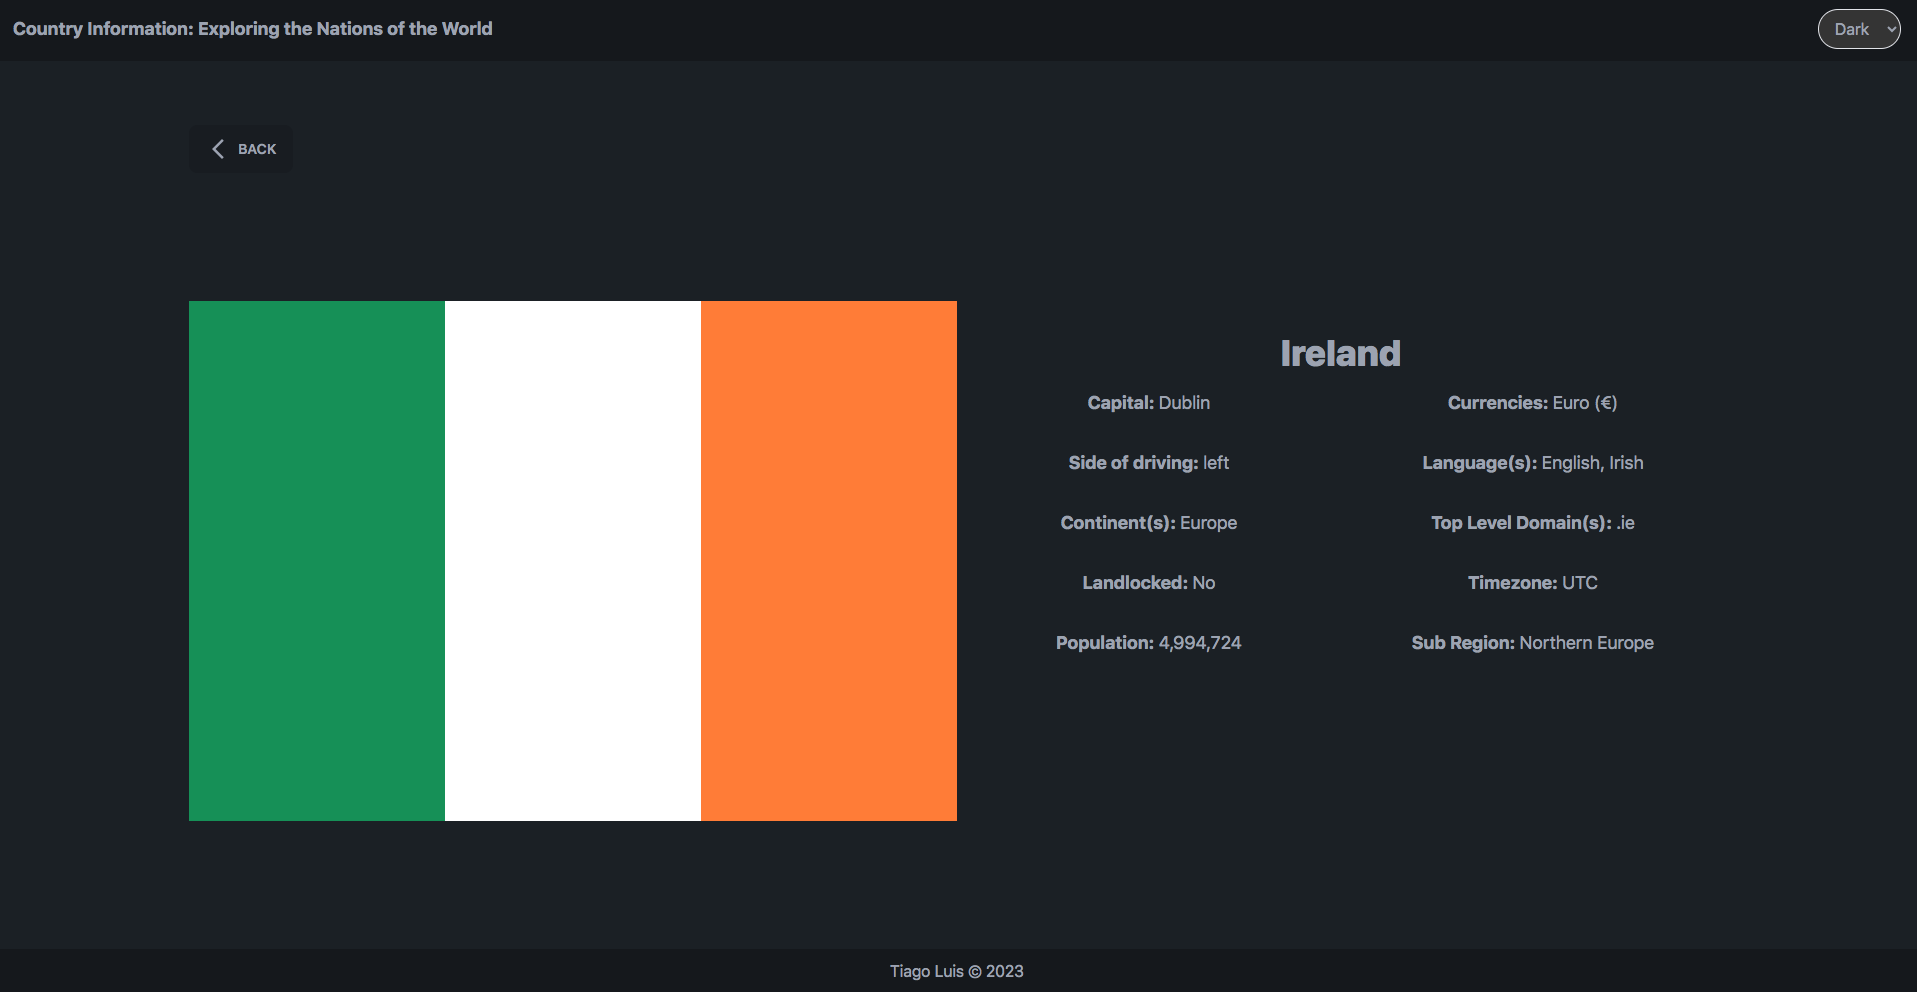 Country Information: Exploring the Nations of the World
Dark
BACK
Ireland
Capital: Dublin
Currencies: Euro (€)
Side of driving: left
Language(s): English, Irish
Continent(s): Europe
Top Level Domain(s): .ie
Landlocked: No
Timezone: UTC
Population: 4,994,724
Sub Region: Northern Europe
Tiago Luis © 2023